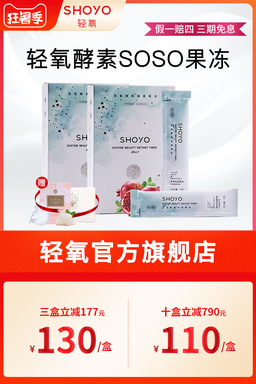 狂暑季
SHOYO
轻氧
假一赔四 三期免息
轻氧酵素SOSO果冻
SHOYO
ENZYME BEAUTY DIETARY FIBER
JELLY
SHOYO
SHOYO
赠
轻氧官方旗舰店
三盒立减177元
¥130/盒
十盒立减790元
¥110/盒